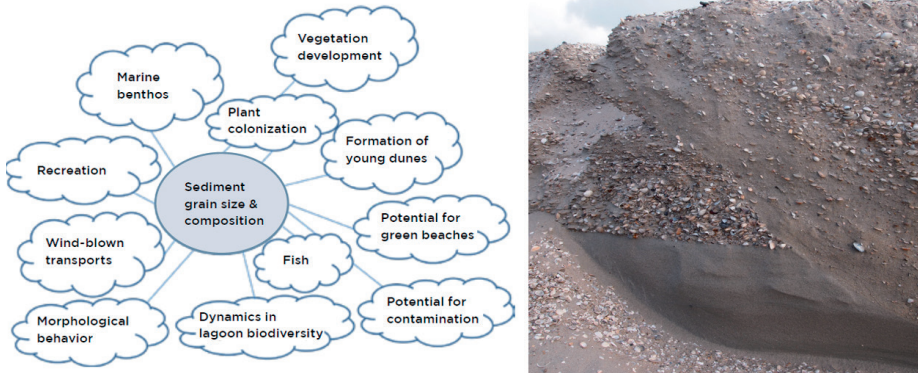 Vegetation
development
Marine
benthos
Plant
colonization
Formation of
young dunes
Recreation
Sediment
grain size &
composition
Potential for
green beaches
Wind-blown
transports
Fish
Morphological
behavior
Dynamics in
lagoon biodiversity
Potential for
contamination